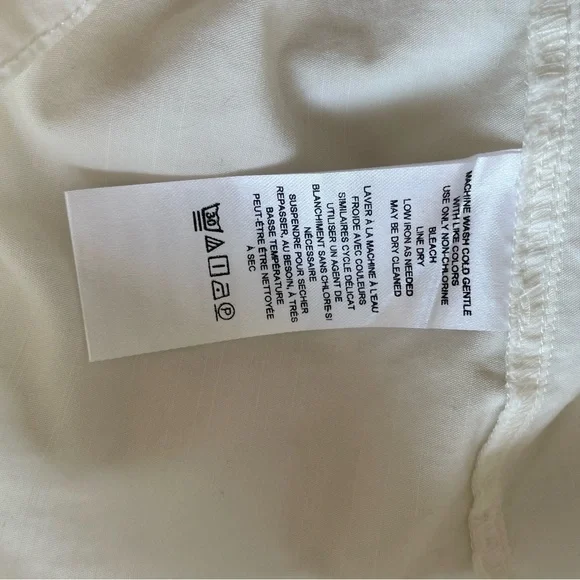 MACHINE WASH COLD GENTLE
WITH LIKE COLORS
USE ONLY NON-CHLORINE
BLEACH
LINE DRY
LOW IRON AS NEEDED
MAY BE DRY CLEANED
LAVER À LA MACHINE À L'EAU
FROIDE AVEC COULEURS
SIMILAIRES CYCLE DÉLICAT
UTILISER UN AGENT DE
BLANCHIMENT SANS CHLORE-SI
NÉCESSAIRE
SUSPENDRE POUR SÉCHER
REPASSER, AU BESOIN, À TRÈS
BASSE TEMPÉRATURE
PEUT-ÊTRE ÊTRE NETTOYÉE
À SEC
30
P